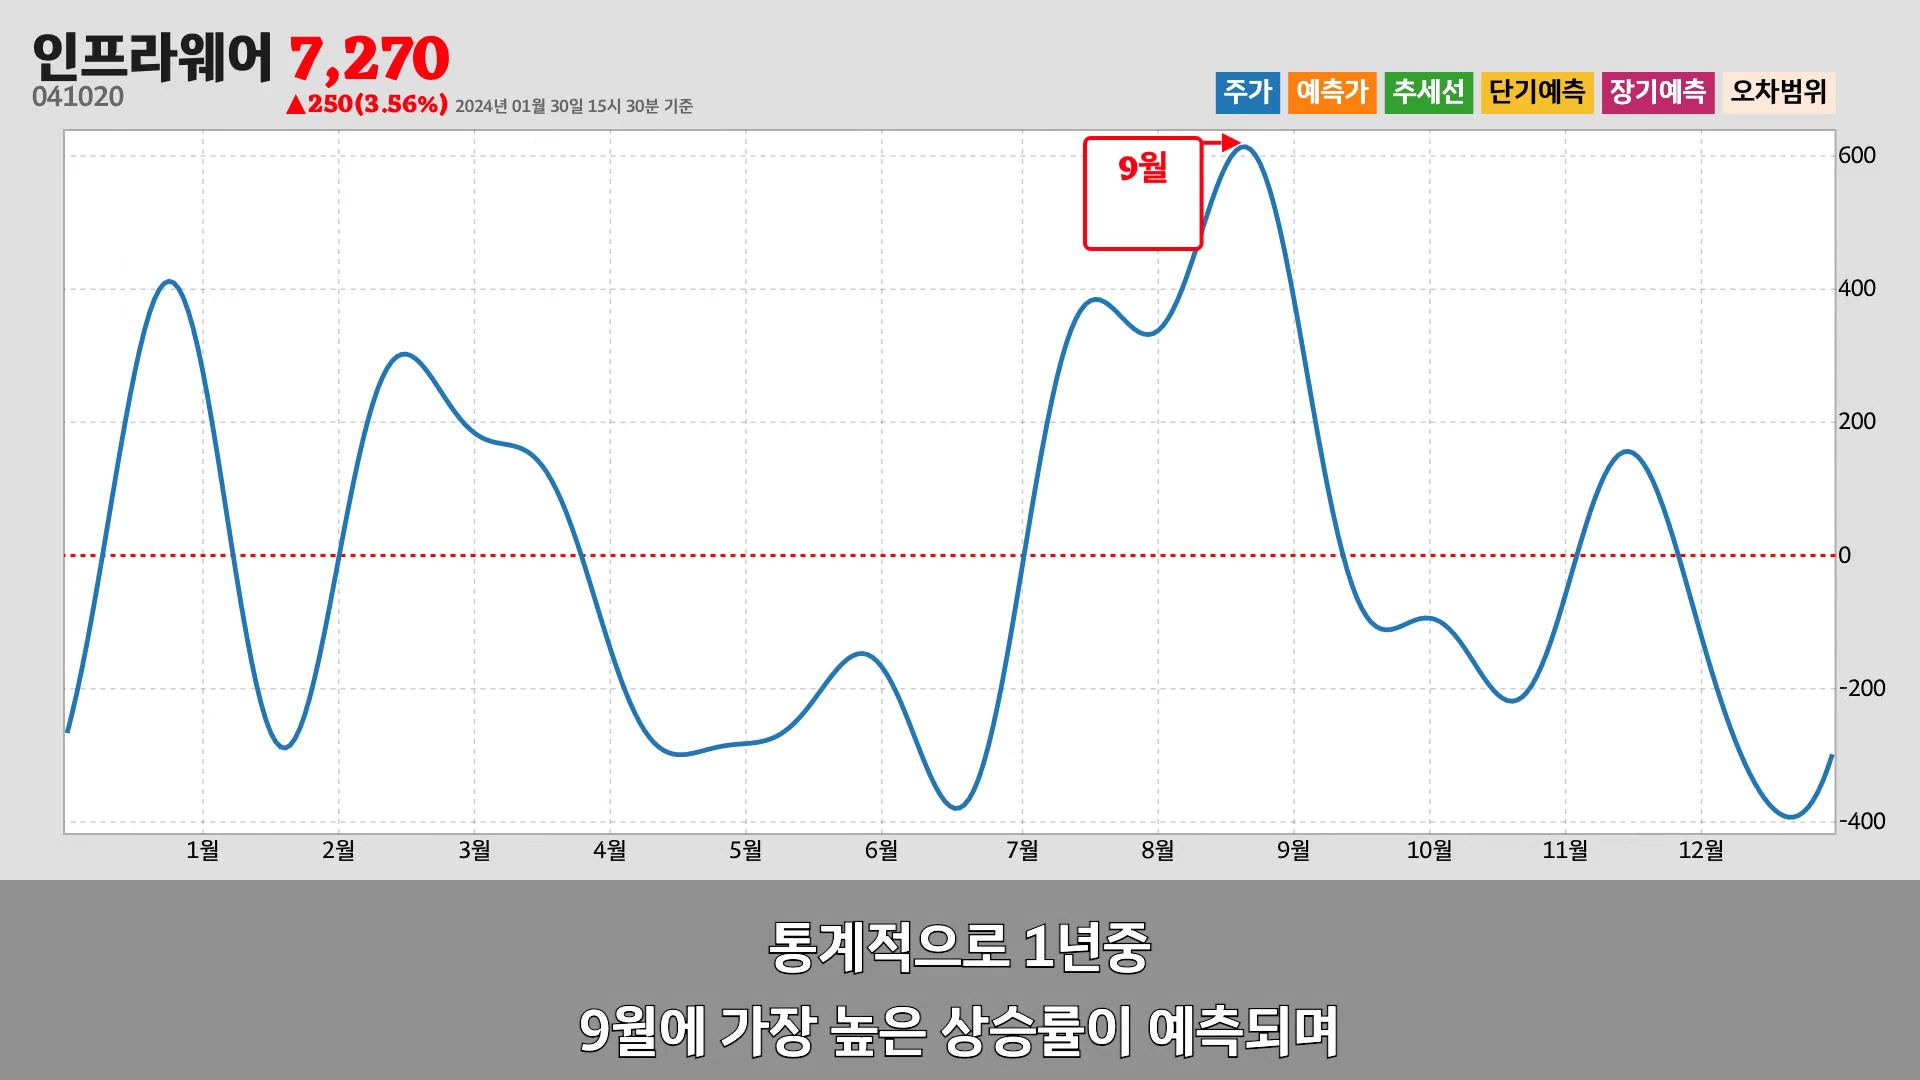 인프라웨어 7,270
041020
▲250(3.56%) 2024년 01월 30일 15시 30분 기준
주가 예측가 추세선 단기예측 장기예측 오차범위
9월
600
400
200
0
-200
-400
1월 2월 3월 4월 5월 6월 7월 8월 9월 10월 11월 12월
통계적으로 1년중
9월에 가장 높은 상승률이 예측되며